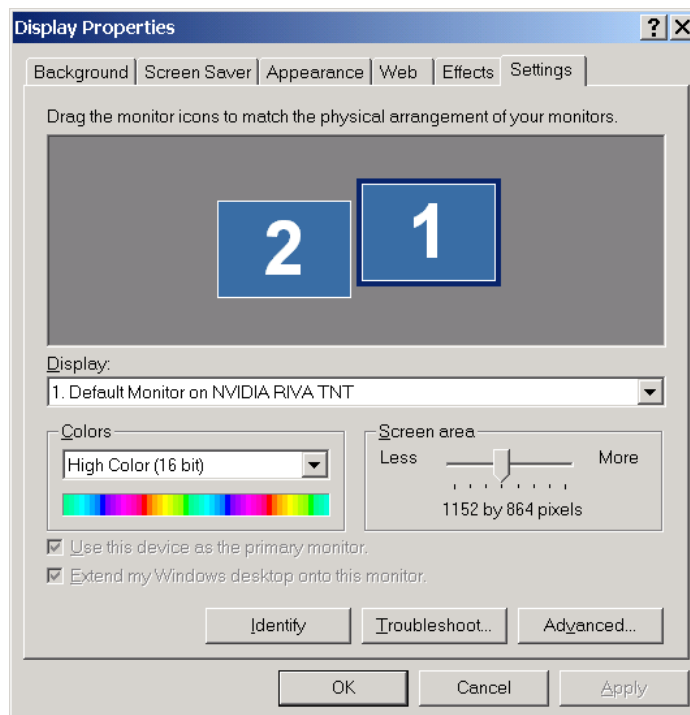 Display Properties
Background Screen Saver Appearance Web Effects Settings
Drag the monitor icons to match the physical arrangement of your monitors.
2 1
Display:
1. Default Monitor on NVIDIA RIVA TNT
Colors
High Color (16 bit)
Screen area
Less More
1152 by 864 pixels
Use this device as the primary monitor.
Extend my Windows desktop onto this monitor.
Identify Troubleshoot... Advanced...
OK Cancel Apply